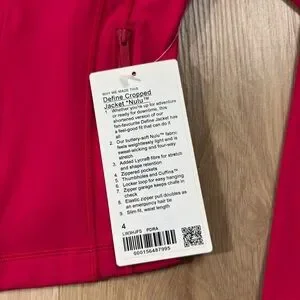 WHY WE MADE THIS
Define Cropped
Jacket *Nulu™
1 Whether you're up for adventure
or ready for downtime, this
shortened version of our
fan-favourite Define Jacket has
a feel-good fit that can do it
all
2 Our buttery-soft Nulu™ fabric
feels weightlessly light and is
sweat-wicking and four-way
stretch
3 Added Lycra® fibre for stretch
and shape retention
4 Zippered pockets
5 Thumbholes and Cuffins™
6 Locker loop for easy hanging
7 Zipper garage keeps chafe in
check
8 Elastic zipper pull doubles as
an emergency hair tie
9 Slim fit, waist length
4
PDRA
000156487995